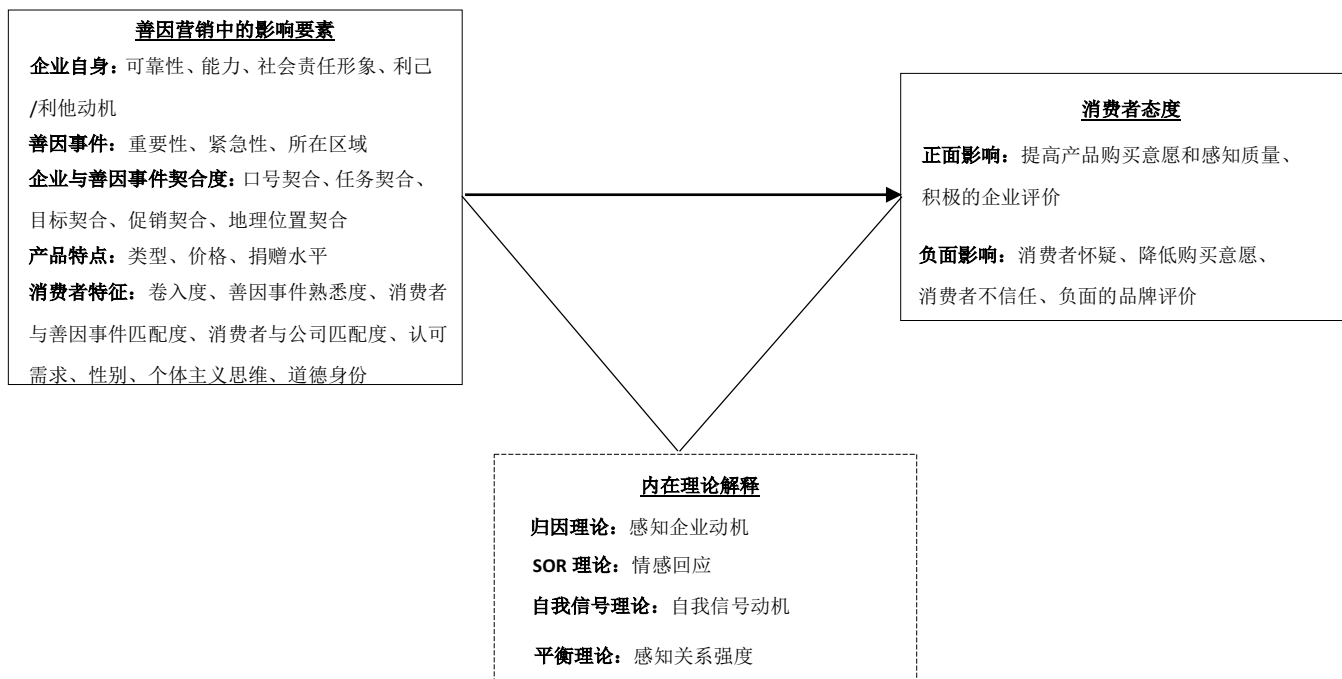 善因营销中的影响要素
企业自身：可靠性、能力、社会责任形象、利己
/利他动机
善因事件：重要性、紧急性、所在区域
企业与善因事件契合度：口号契合、任务契合、
目标契合、促销契合、地理位置契合
产品特点：类型、价格、捐赠水平
消费者特征：卷入度、善因事件熟悉度、消费者
与善因事件匹配度、消费者与公司匹配度、认可
需求、性别、个体主义思维、道德身份
消费者态度
正面影响：提高产品购买意愿和感知质量、
积极的企业评价
负面影响：消费者怀疑、降低购买意愿、
消费者不信任、负面的品牌评价
内在理论解释
归因理论：感知企业动机
SOR 理论：情感回应
自我信号理论：自我信号动机
平衡理论：感知关系强度